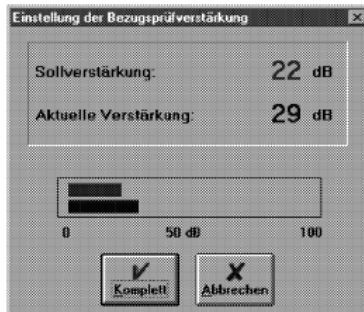 Einstellung der Bezugsprüfverstärkung
Sollverstärkung: 22 dB
Aktuelle Verstärkung: 29 dB
0 50 dB 100
Komplett Abbrechen